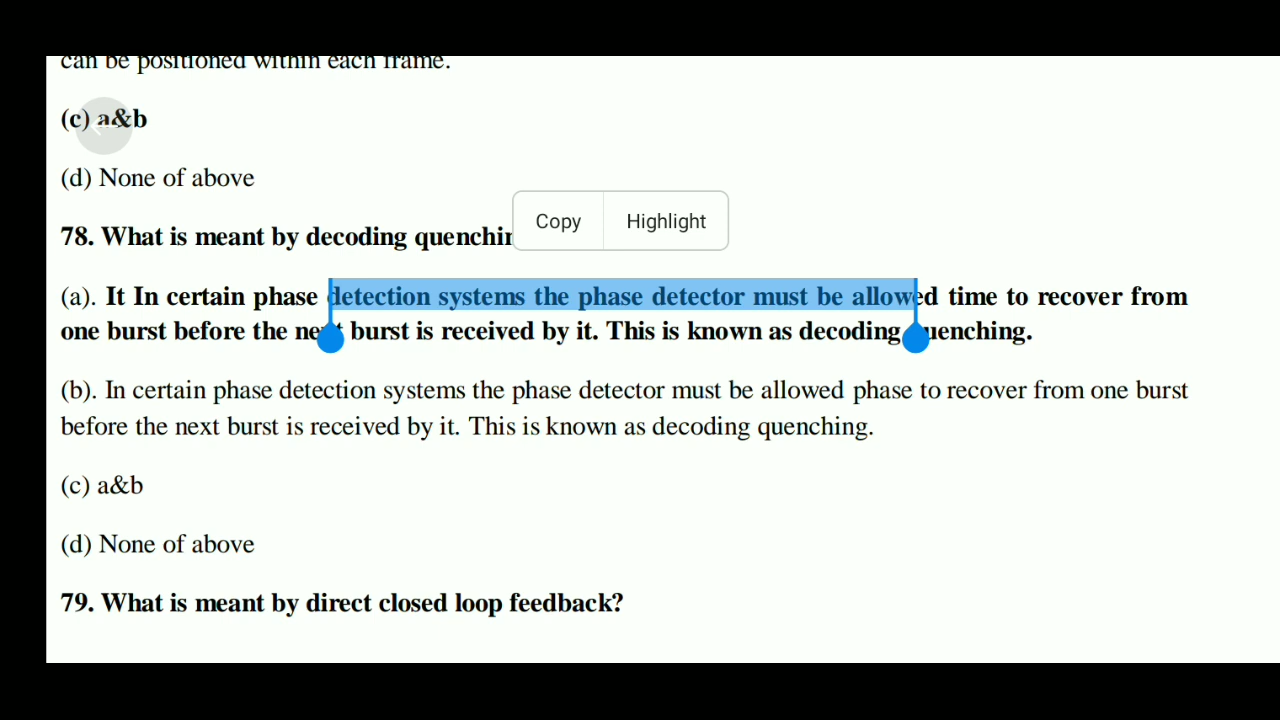 can be positioned within each frame.
(c) a&b
(d) None of above
Copy Highlight
78. What is meant by decoding
(a). It In certain phase detection systems the phase detector must be allowed time to recover from
one burst before the next burst is received by it. This is known as decoding quenching.
(b). In certain phase detection systems the phase detector must be allowed phase to recover from one burst
before the next burst is received by it. This is known as decoding quenching.
(c) a&b
(d) None of above
79. What is meant by direct closed loop feedback?